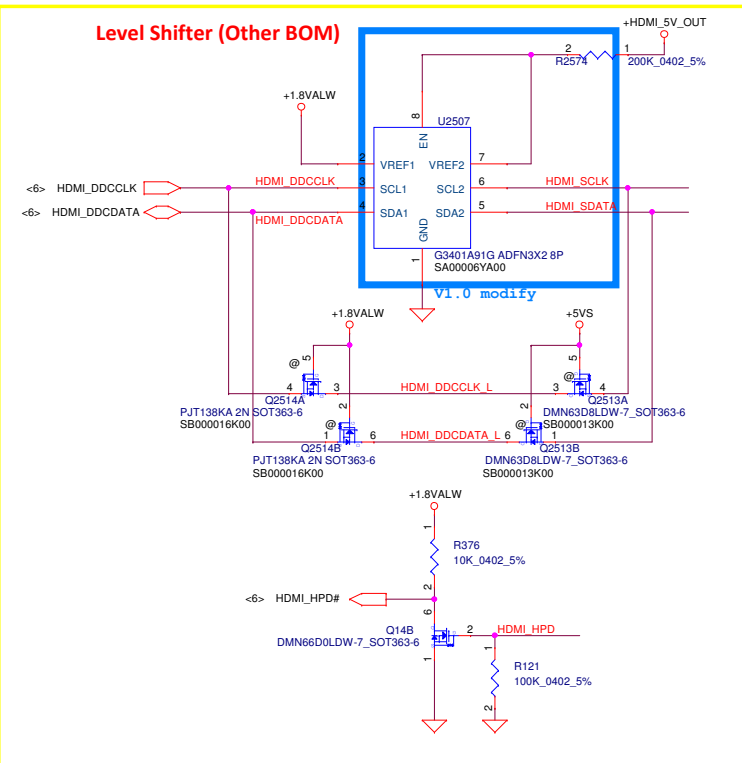 Level Shifter (Other BOM)
+HDMI_5V_OUT
2
1
R2574
200K_0402_5%
+1.8VALW
8
U2507
EN
2
VREF1
VREF2
7
<6> HDMI_DDCCLK
HDMI_DDCCLK
3
SCL1
SCL2
6
HDMI_SCLK
<6> HDMI_DDCDATA
HDMI_DDCDATA
4
SDA1
SDA2
5
HDMI_SDATA
GND
1
G3401A91G ADFN3X2 8P
SA00006YA00
V1.0 modify
+1.8VALW
+5VS
@
5
@
5
4
3
HDMI_DDCCLK_L
3
4
Q2514A
Q2513A
PJT138KA 2N SOT363-6
DMN63D8LDW-7_SOT363-6
SB000016K00
SB000013K00
2
2
@
@
1
6
HDMI_DDCDATA_L
6
1
Q2514B
Q2513B
PJT138KA 2N SOT363-6
DMN63D8LDW-7_SOT363-6
SB000016K00
SB000013K00
+1.8VALW
1
R376
10K_0402_5%
2
<6> HDMI_HPD#
6
Q14B
2
HDMI_HPD
DMN66D0LDW-7_SOT363-6
1
1
R121
100K_0402_5%
2